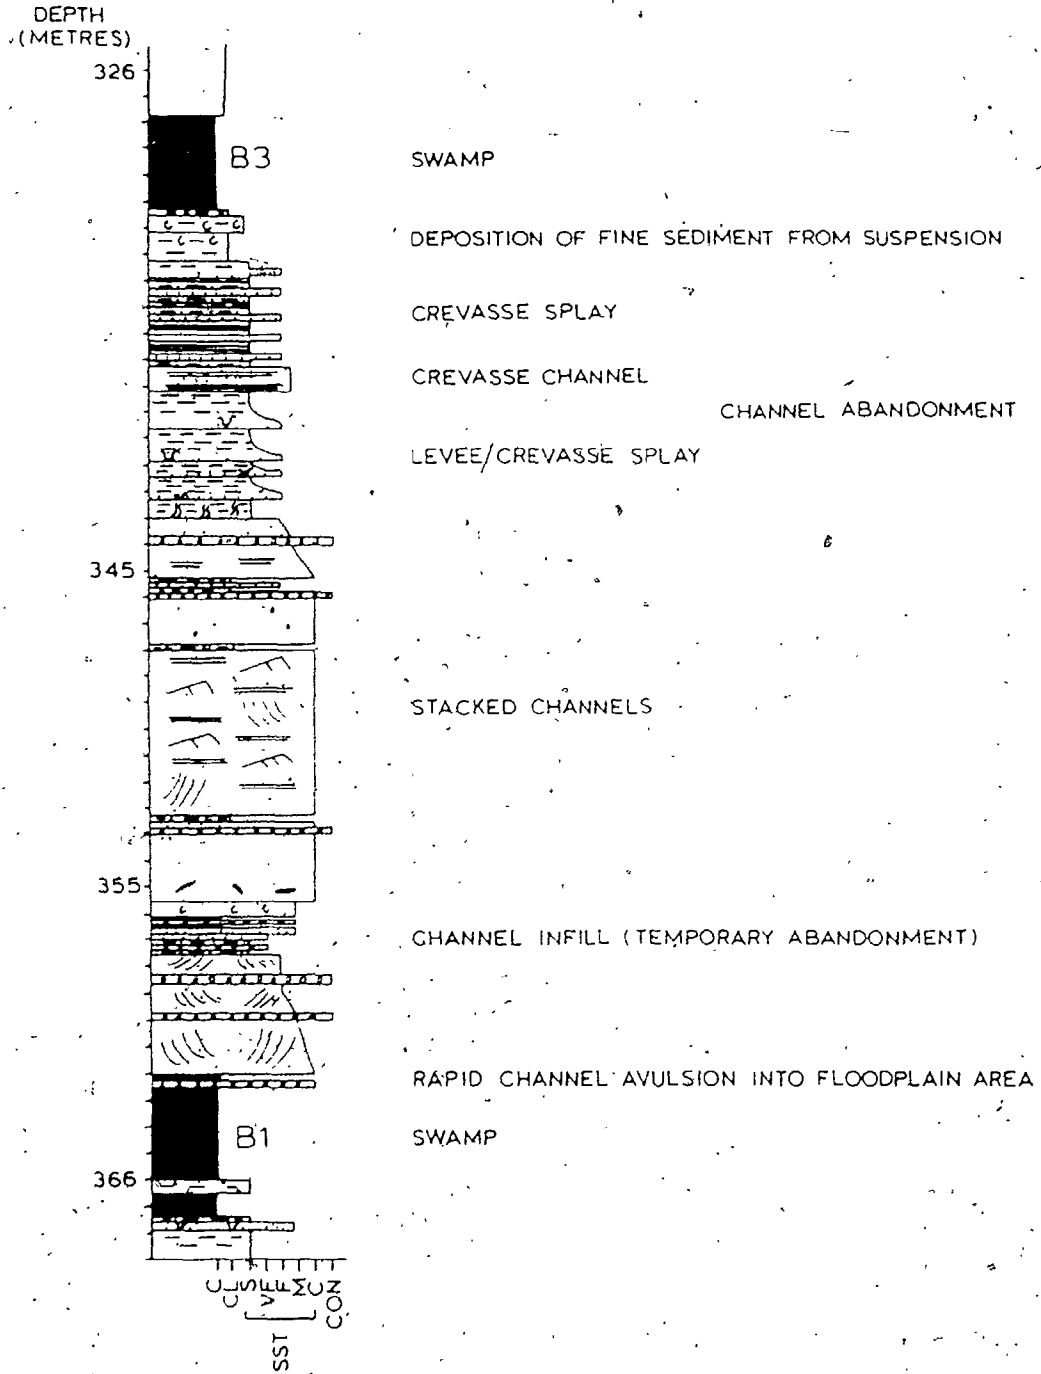 DEPTH
(METRES)
326
B3
SWAMP
DEPOSITION OF FINE SEDIMENT FROM SUSPENSION
CREVASSE SPLAY
CREVASSE CHANNEL
CHANNEL ABANDONMENT
LEVEE/CREVASSE SPLAY
345
STACKED CHANNELS
355
CHANNEL INFILL (TEMPORARY ABANDONMENT)
RAPID CHANNEL AVULSION INTO FLOODPLAIN AREA
B1
SWAMP
366
C
CL
S
VF
F
M
C
CON
SST